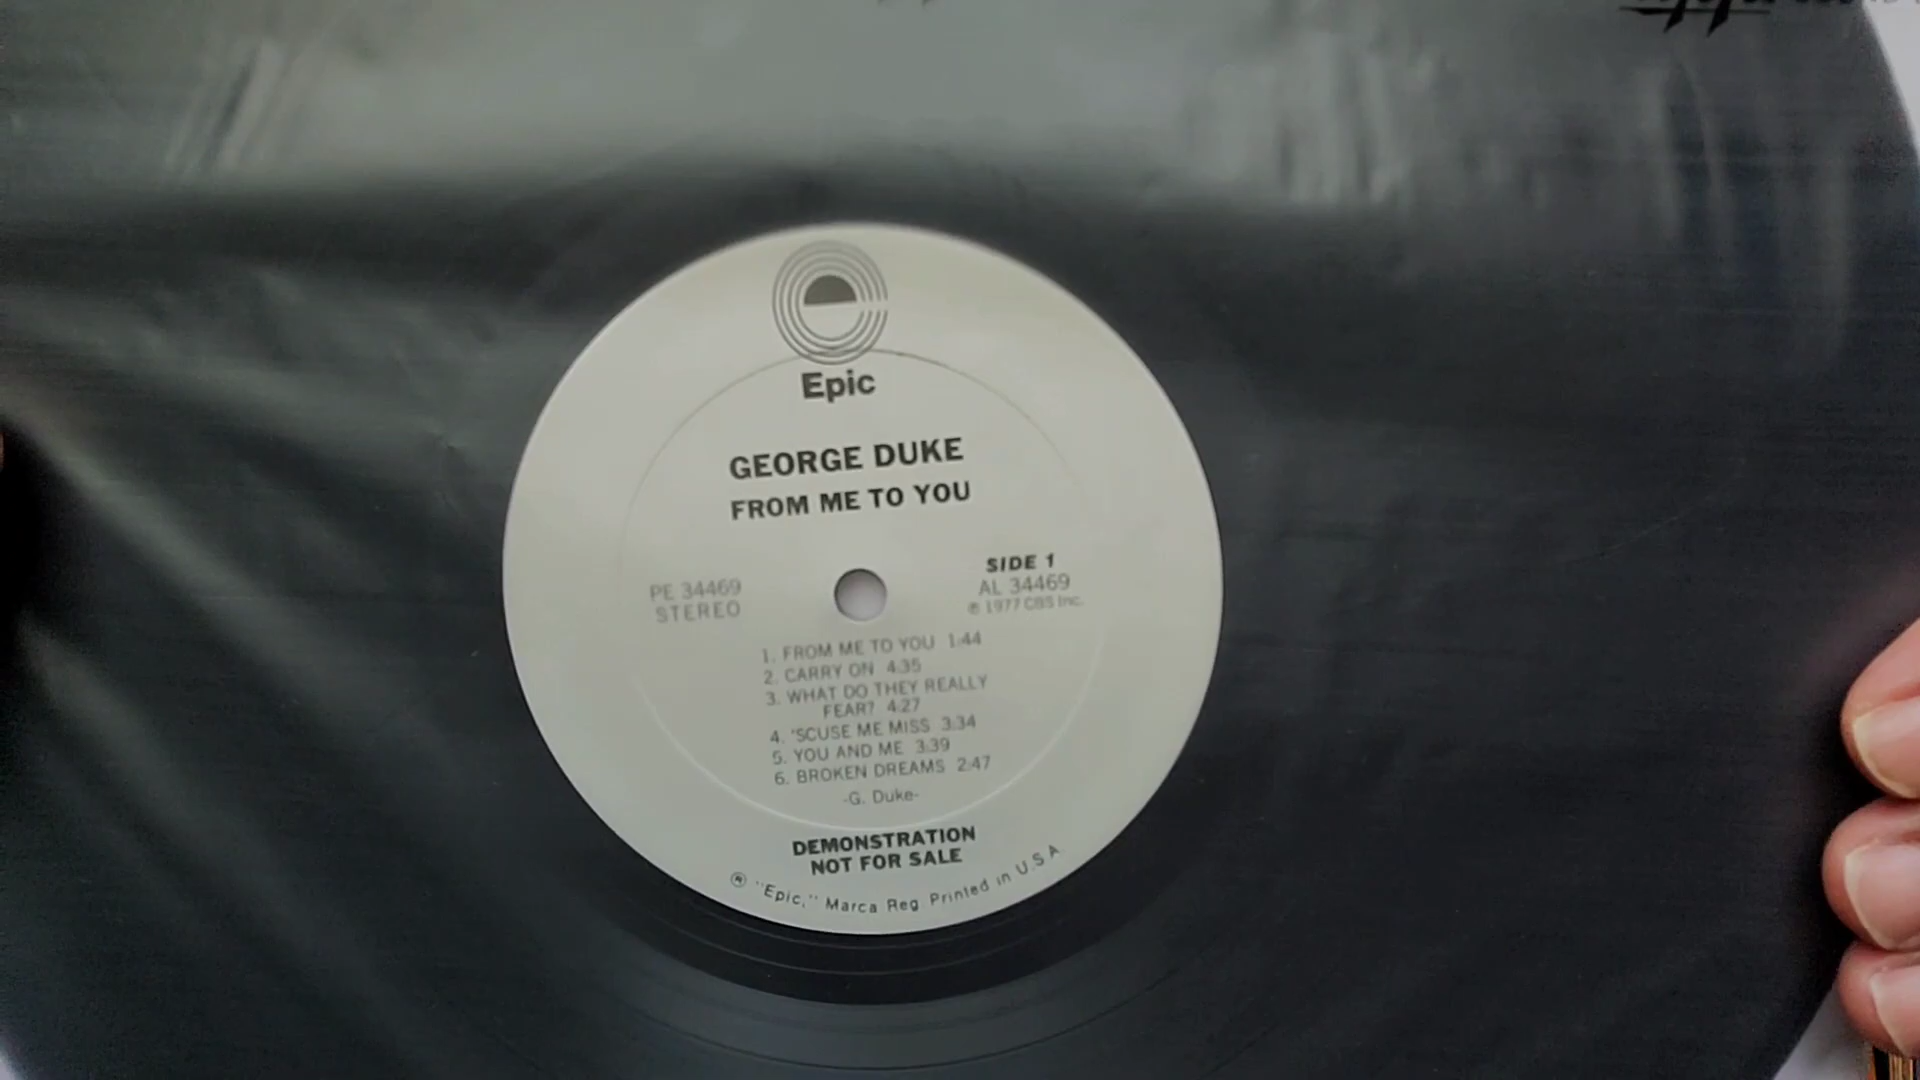 Epic
GEORGE DUKE
FROM ME TO YOU
PE 34469
STEREO
SIDE 1
AL 34469
℗ 1977 CBS Inc.
1. FROM ME TO YOU 1:44
2. CARRY ON 4:35
3. WHAT DO THEY REALLY
FEAR? 4:27
4. 'SCUSE ME MISS 3:34
5. YOU AND ME 3:39
6. BROKEN DREAMS 2:47
-G. Duke-
DEMONSTRATION
NOT FOR SALE
® "Epic," Marca Reg. Printed in U.S.A.